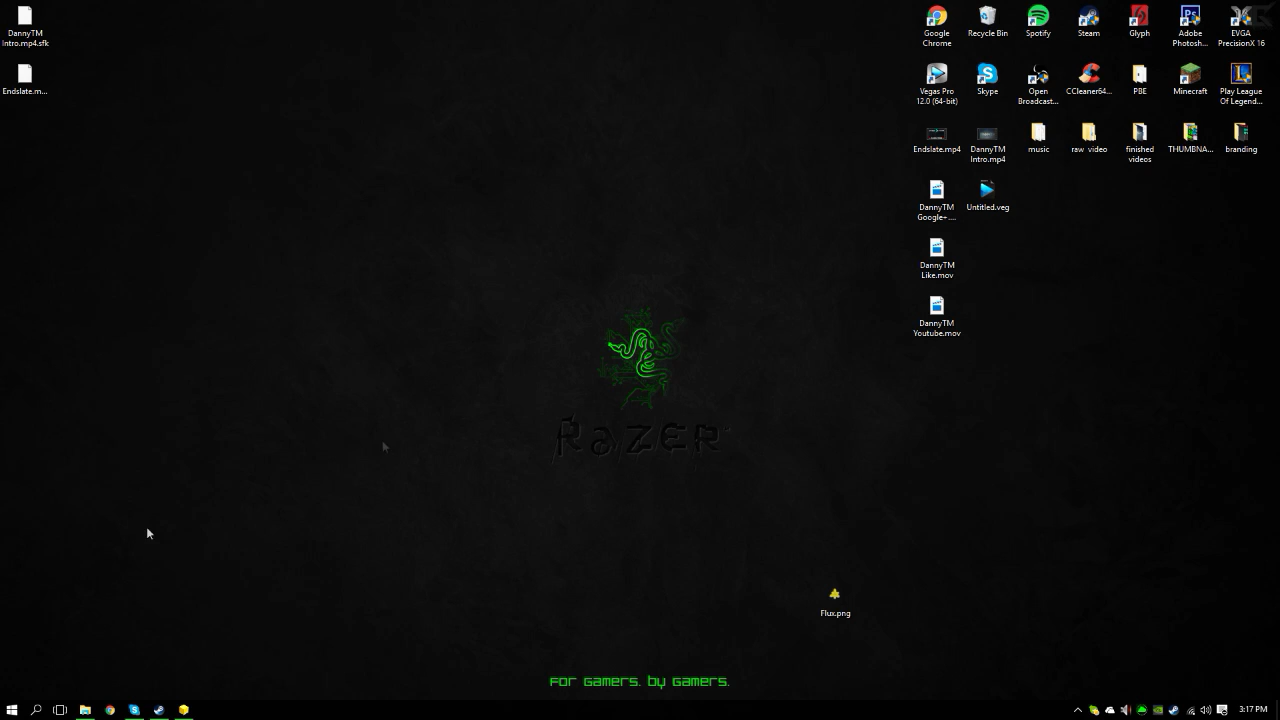 DannyTM
Intro.mp4.sfk
Endslate.m...
Google
Chrome
Recycle Bin
Spotify
Steam
Glyph
Adobe
Photosh...
EVGA
PrecisionX 16
Vegas Pro
12.0 (64-bit)
Skype
Open
Broadcast...
CCleaner64...
PBE
Minecraft
Play League
Of Legend...
Endslate.mp4
DannyTM
Intro.mp4
music
raw video
finished
videos
THUMBNA...
branding
DannyTM
Google+....
Untitled.veg
DannyTM
Like.mov
DannyTM
Youtube.mov
RAZER
Flux.png
For Gamers. by Gamers.
3:17 PM